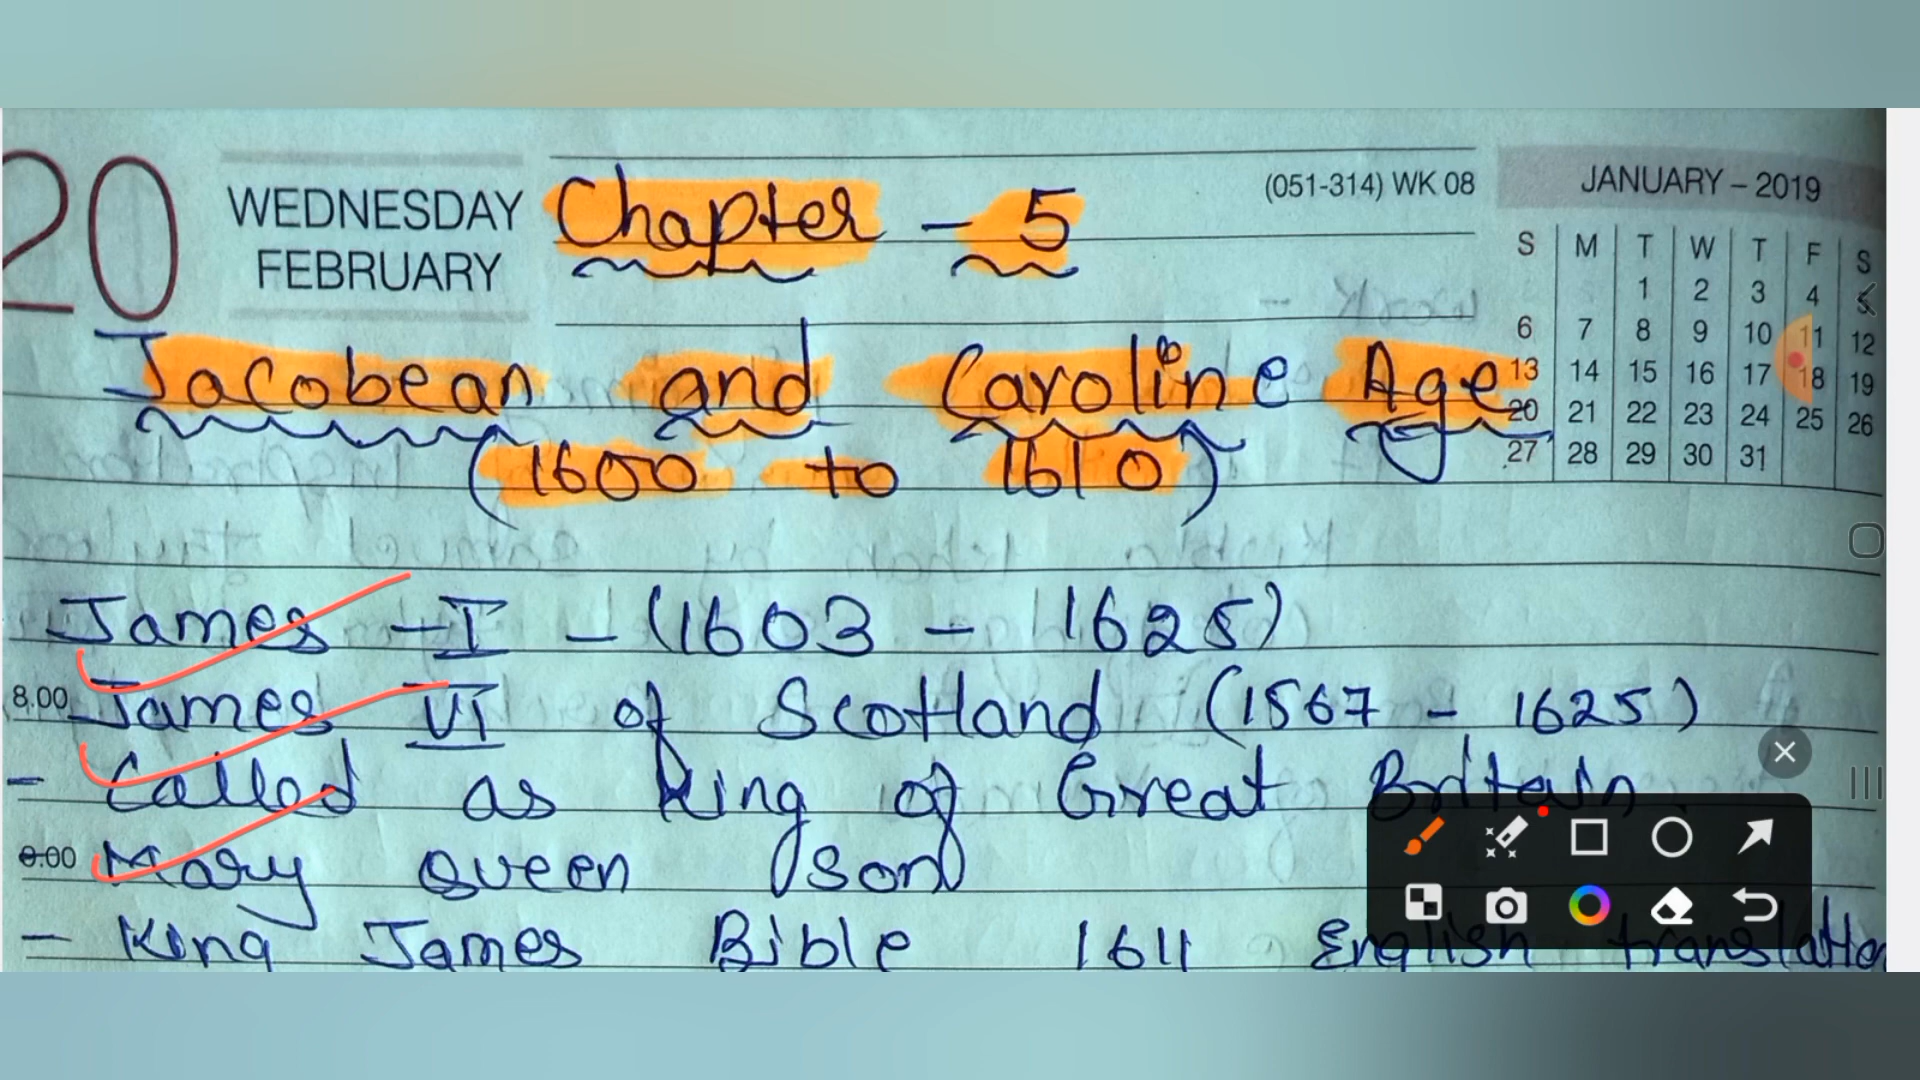 20
WEDNESDAY
FEBRUARY
Chapter - 5
(051-314) WK 08
JANUARY – 2019
S M T W T F S
1 2 3 4 5
6 7 8 9 10 11 12
13 14 15 16 17 18 19
20 21 22 23 24 25 26
27 28 29 30 31
Jacobean and Caroline Age
(1600 to 1610)
James - I - (1603 - 1625)
8.00 James VI of Scotland (1567 - 1625)
- Called as King of Great Britain
9.00 Mary Queen son
- King James Bible 1611 English translation